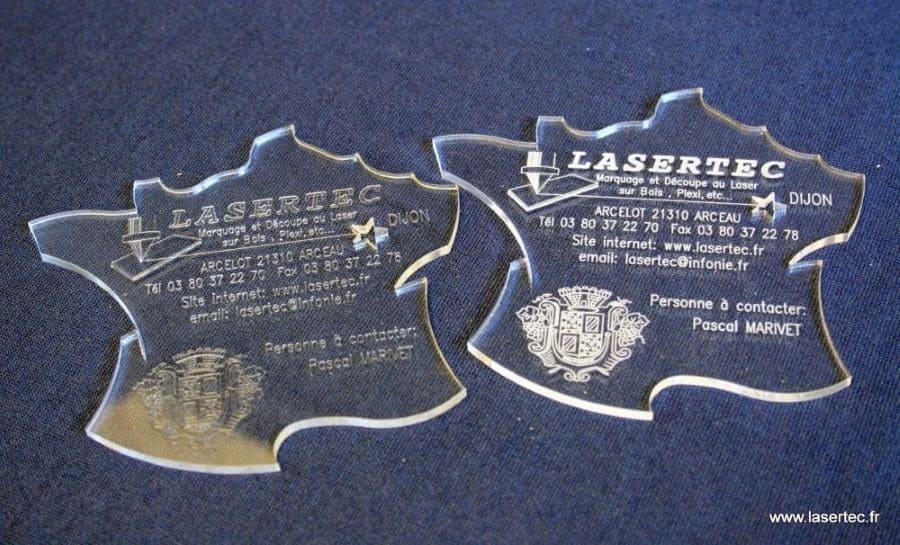 LASERTEC
Marquage et Découpe au Laser
sur Bois , Plexi, etc...
DIJON
ARCELOT 21310 ARCEAU
Tél 03 80 37 22 70 Fax 03 80 37 22 78
Site internet: www.lasertec.fr
email: lasertec@infonie.fr
Personne à contacter:
Pascal MARIVET
LASERTEC
Marquage et Découpe au Laser
sur Bois , Plexi, etc...
DIJON
ARCELOT 21310 ARCEAU
Tél 03 80 37 22 70 Fax 03 80 37 22 78
Site internet: www.lasertec.fr
email: lasertec@infonie.fr
Personne à contacter:
Pascal MARIVET
www.lasertec.fr